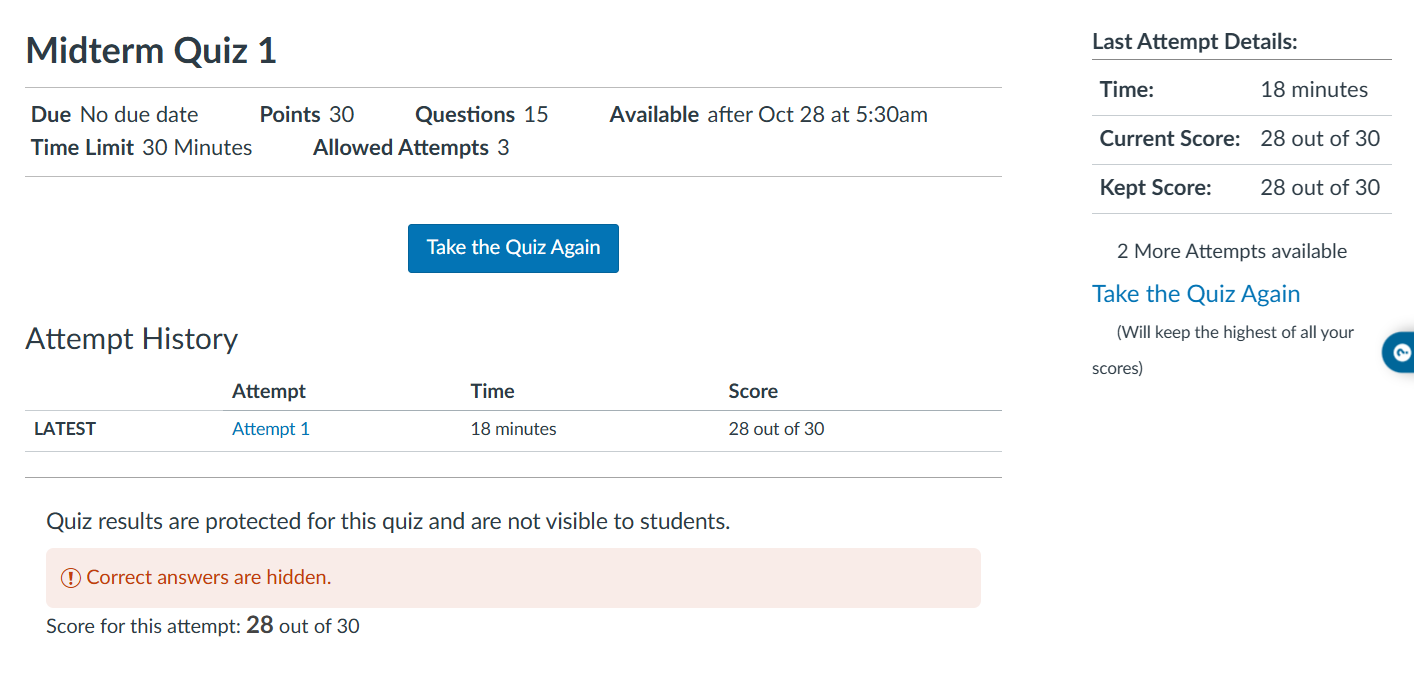 Midterm Quiz 1
Due No due date Points 30 Questions 15 Available after Oct 28 at 5:30am
Time Limit 30 Minutes Allowed Attempts 3
Take the Quiz Again
Attempt History
Attempt Time Score
LATEST Attempt 1 18 minutes 28 out of 30
Quiz results are protected for this quiz and are not visible to students.
Correct answers are hidden.
Score for this attempt: 28 out of 30
Last Attempt Details:
Time: 18 minutes
Current Score: 28 out of 30
Kept Score: 28 out of 30
2 More Attempts available
Take the Quiz Again
(Will keep the highest of all your
scores)